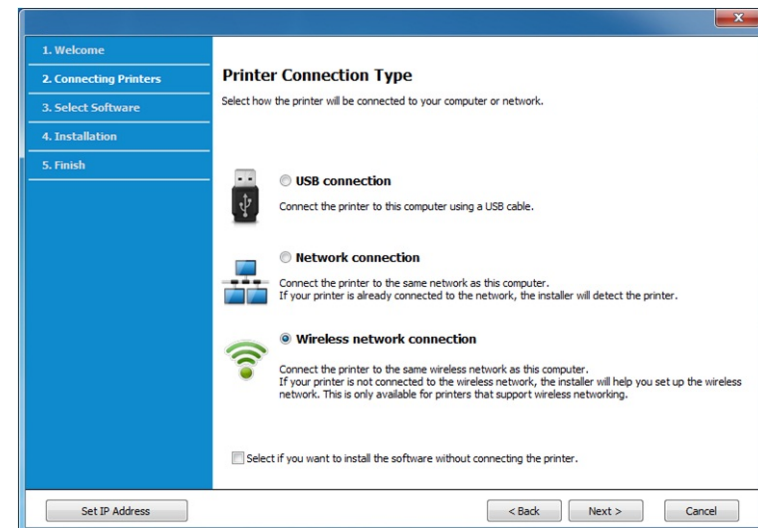 1. Welcome
2. Connecting Printers
3. Select Software
4. Installation
5. Finish
Printer Connection Type
Select how the printer will be connected to your computer or network.
USB connection
Connect the printer to this computer using a USB cable.
Network connection
Connect the printer to the same network as this computer.
If your printer is already connected to the network, the installer will detect the printer.
Wireless network connection
Connect the printer to the same wireless network as this computer.
If your printer is not connected to the wireless network, the installer will help you set up the wireless
network. This is only available for printers that support wireless networking.
Select if you want to install the software without connecting the printer.
Set IP Address
< Back
Next >
Cancel